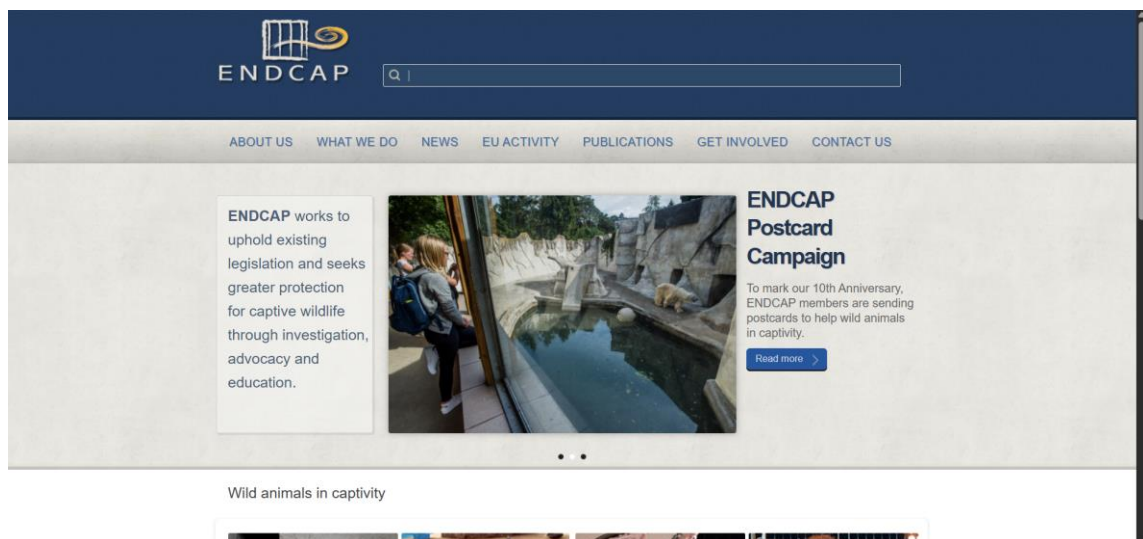 ENDCAP
ABOUT US WHAT WE DO NEWS EU ACTIVITY PUBLICATIONS GET INVOLVED CONTACT US
ENDCAP works to
uphold existing
legislation and seeks
greater protection
for captive wildlife
through investigation,
advocacy and
education.
ENDCAP
Postcard
Campaign
To mark our 10th Anniversary,
ENDCAP members are sending
postcards to help wild animals
in captivity.
Read more
Wild animals in captivity